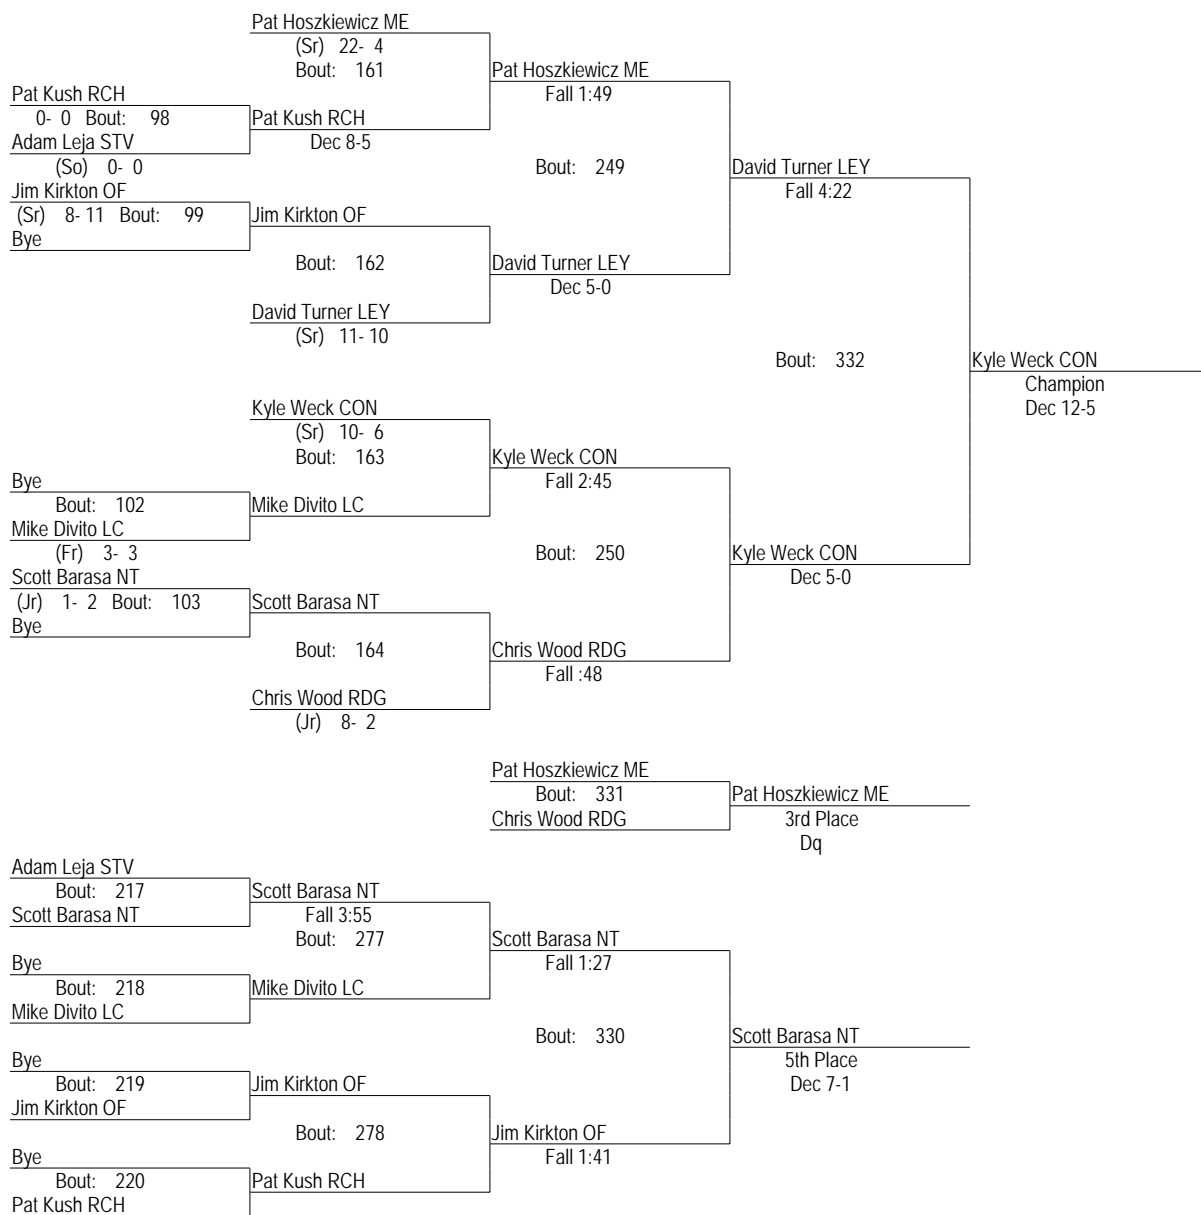 Pat Hoszkiewicz ME
(Sr) 22- 4
Bout: 161
Pat Hoszkiewicz ME
Fall 1:49
Pat Kush RCH
0- 0 Bout: 98
Pat Kush RCH
Dec 8-5
Adam Leja STV
(So) 0- 0
Bout: 249
David Turner LEY
Fall 4:22
Jim Kirkton OF
(Sr) 8- 11 Bout: 99
Jim Kirkton OF
Bye
Bout: 162
David Turner LEY
Dec 5-0
David Turner LEY
(Sr) 11- 10
Bout: 332
Kyle Weck CON
Champion
Dec 12-5
Kyle Weck CON
(Sr) 10- 6
Bout: 163
Kyle Weck CON
Fall 2:45
Bye
Bout: 102
Mike Divito LC
Mike Divito LC
(Fr) 3- 3
Bout: 250
Kyle Weck CON
Dec 5-0
Scott Barasa NT
(Jr) 1- 2 Bout: 103
Scott Barasa NT
Bye
Bout: 164
Chris Wood RDG
Fall :48
Chris Wood RDG
(Jr) 8- 2
Pat Hoszkiewicz ME
Bout: 331
Pat Hoszkiewicz ME
Chris Wood RDG
3rd Place
Dq
Adam Leja STV
Bout: 217
Scott Barasa NT
Scott Barasa NT
Fall 3:55
Bout: 277
Scott Barasa NT
Fall 1:27
Bye
Bout: 218
Mike Divito LC
Mike Divito LC
Bout: 330
Scott Barasa NT
5th Place
Dec 7-1
Bye
Bout: 219
Jim Kirkton OF
Jim Kirkton OF
Bout: 278
Jim Kirkton OF
Fall 1:41
Bye
Bout: 220
Pat Kush RCH
Pat Kush RCH